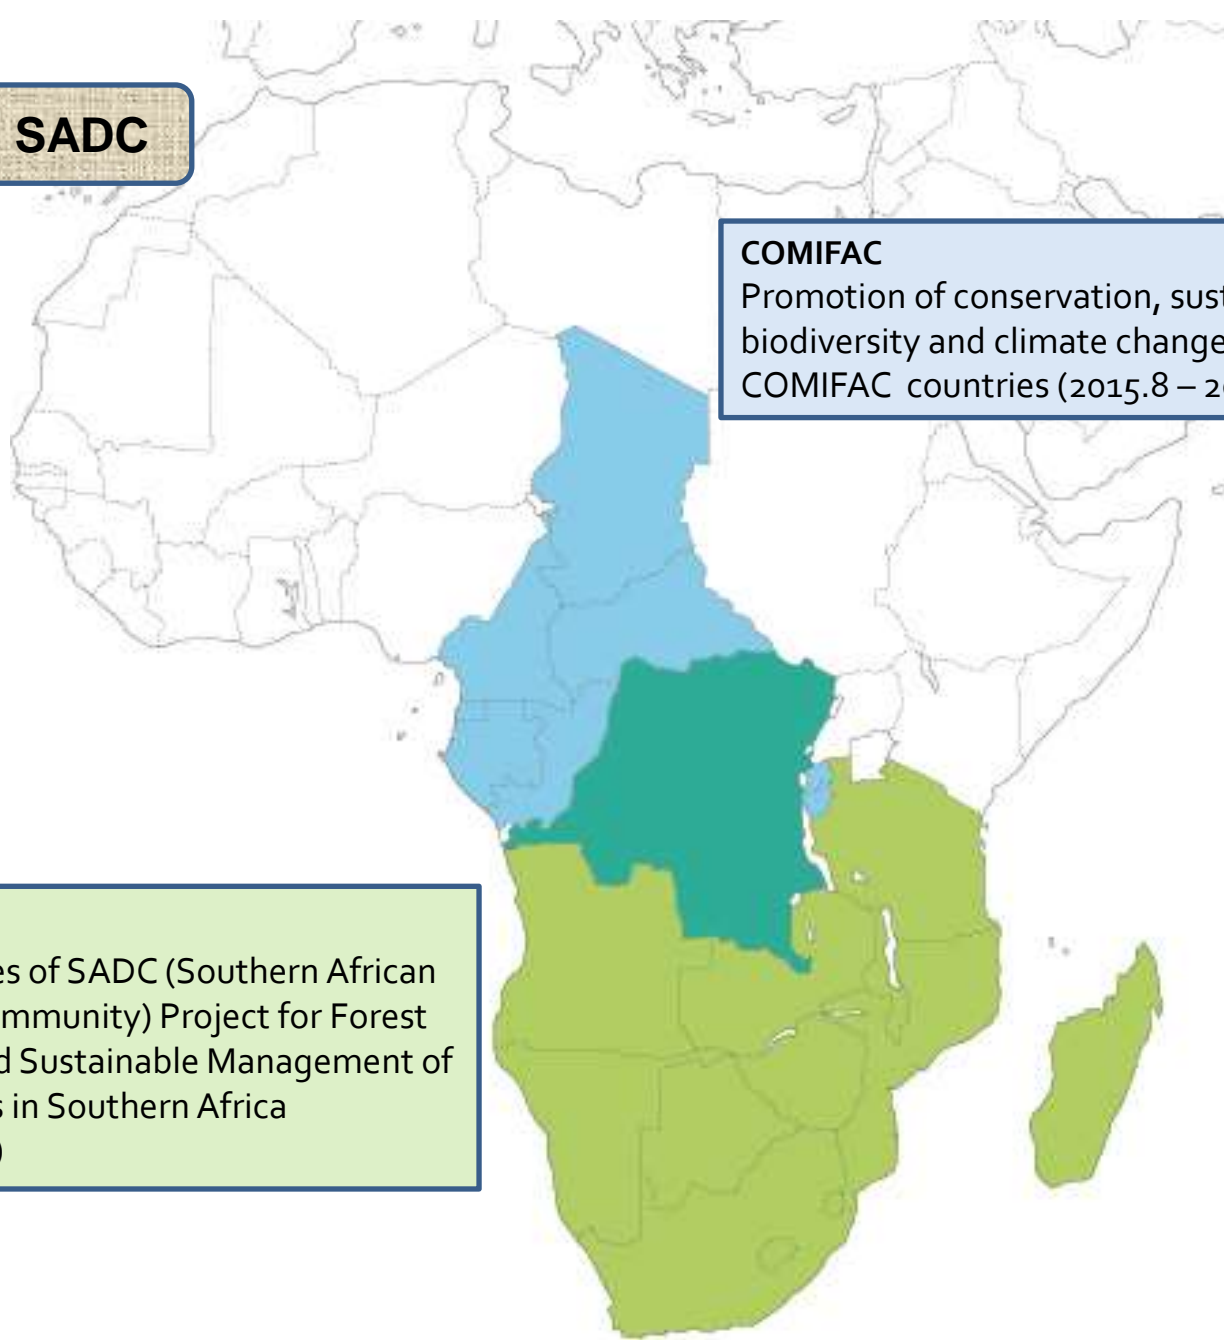 SADC
COMIFAC
Promotion of conservation, sust
biodiversity and climate change
COMIFAC countries (2015.8 – 2
es of SADC (Southern African
mmunity) Project for Forest
d Sustainable Management of
s in Southern Africa
)